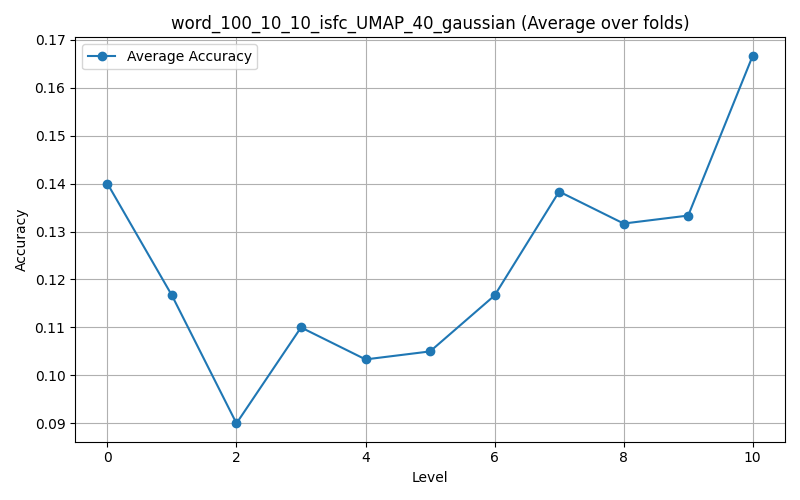 word_100_10_10_isfc_UMAP_40_gaussian (Average over folds)
Average Accuracy
0.17
0.16
0.15
0.14
0.13
0.12
0.11
0.10
0.09
Accuracy
0 2 4 6 8 10
Level